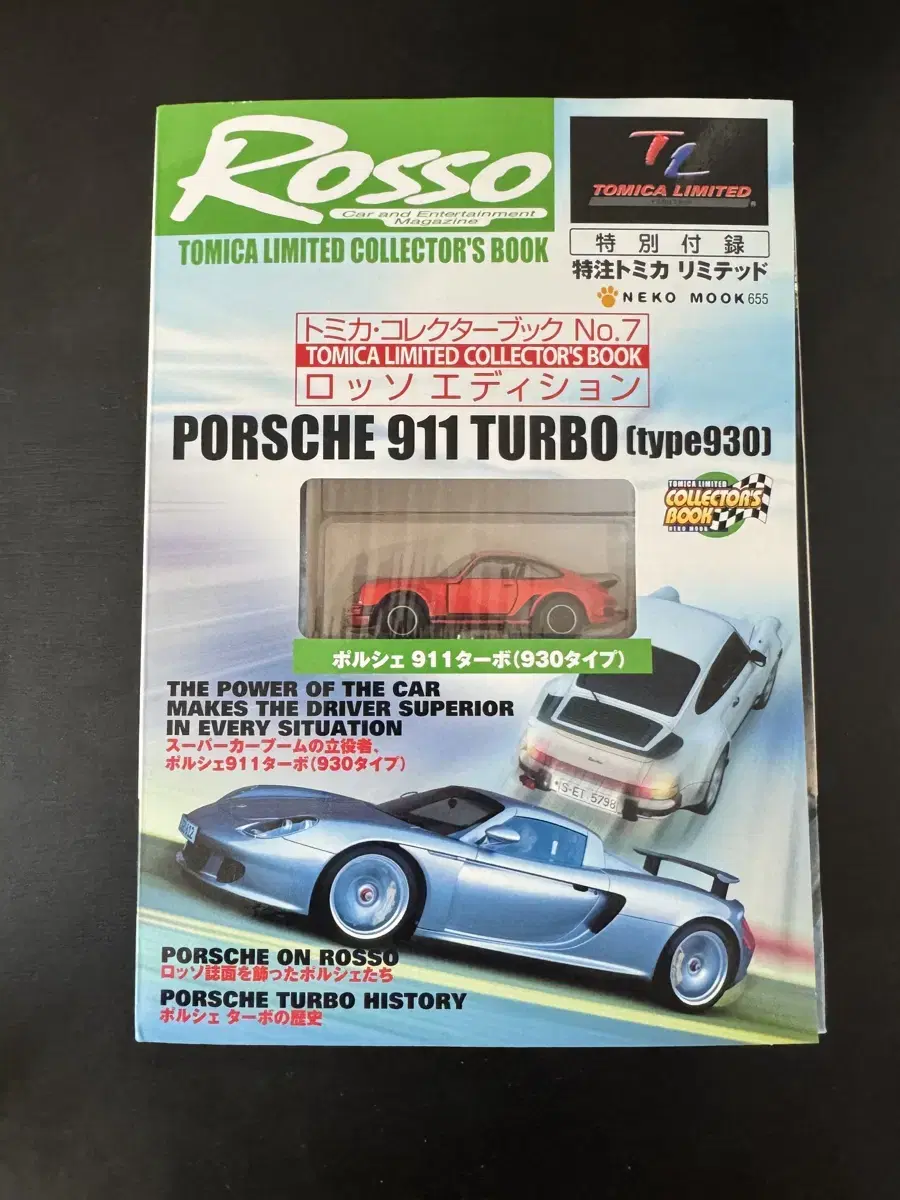 Rosso
Car and Entertainment
Magazine
TOMICA LIMITED COLLECTOR'S BOOK
TL
TOMICA LIMITED
特別付録
特注トミカ リミテッド
NEKO MOOK 655
トミカ・コレクターブック No.7
TOMICA LIMITED COLLECTOR'S BOOK
ロッソ エディション
PORSCHE 911 TURBO (type930)
TOMICA LIMITED
COLLECTOR'S
BOOK
NEKO MOOK
ポルシェ 911ターボ(930タイプ)
THE POWER OF THE CAR
MAKES THE DRIVER SUPERIOR
IN EVERY SITUATION
スーパーカーブームの立役者、
ポルシェ911ターボ(930タイプ)
turbo
S-ET 5798
PORSCHE ON ROSSO
ロッソ誌面を飾ったポルシェたち
PORSCHE TURBO HISTORY
ポルシェ ターボの歴史